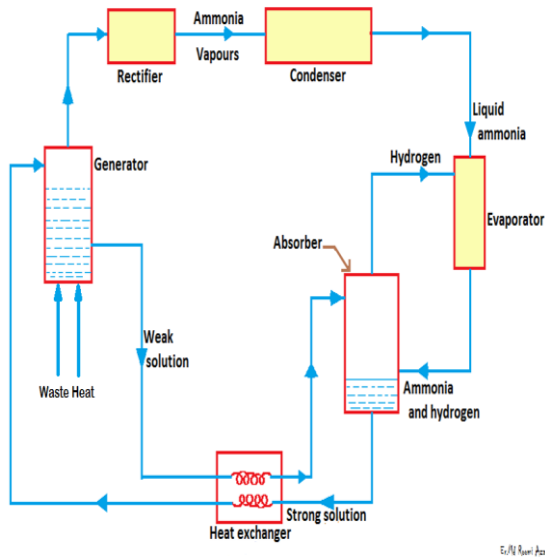 Ammonia
Vapours
Rectifier
Condenser
Liquid
ammonia
Generator
Hydrogen
Evaporator
Absorber
Weak
solution
Waste Heat
Ammonia
and hydrogen
Strong solution
Heat exchanger